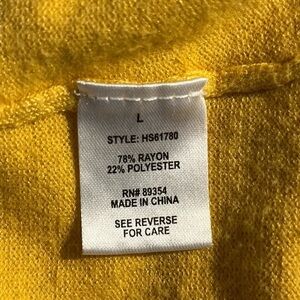 L
STYLE: HS61780
78% RAYON
22% POLYESTER
RN# 89354
MADE IN CHINA
SEE REVERSE
FOR CARE